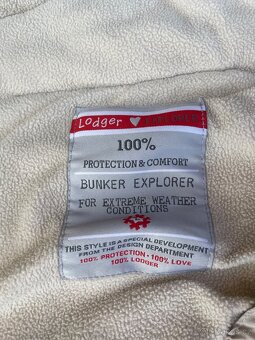 Lodger ♥ EXPLORER
100%
PROTECTION & COMFORT
BUNKER EXPLORER
FOR EXTREME WEATHER
CONDITIONS
THIS STYLE IS A SPECIAL DEVELOPMENT
FROM THE DESIGN DEPARTMENT
100% PROTECTION · 100% LOVE
100% LODGER